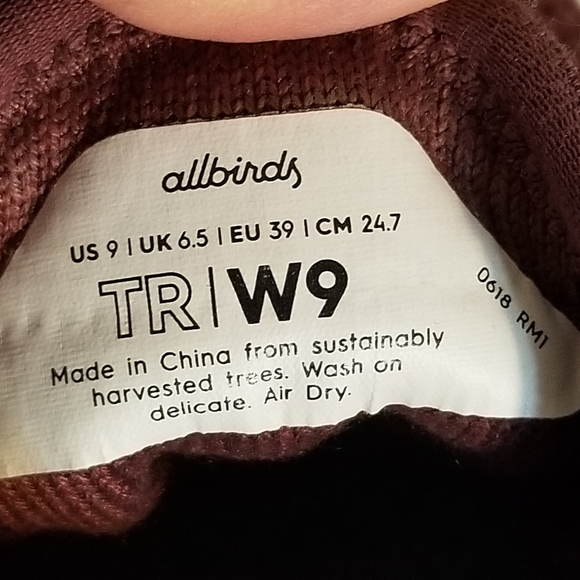 allbirds
US 9 | UK 6.5 | EU 39 | CM 24.7
TR | W9
Made in China from sustainably
harvested trees. Wash on
delicate. Air Dry.
0618 RM1